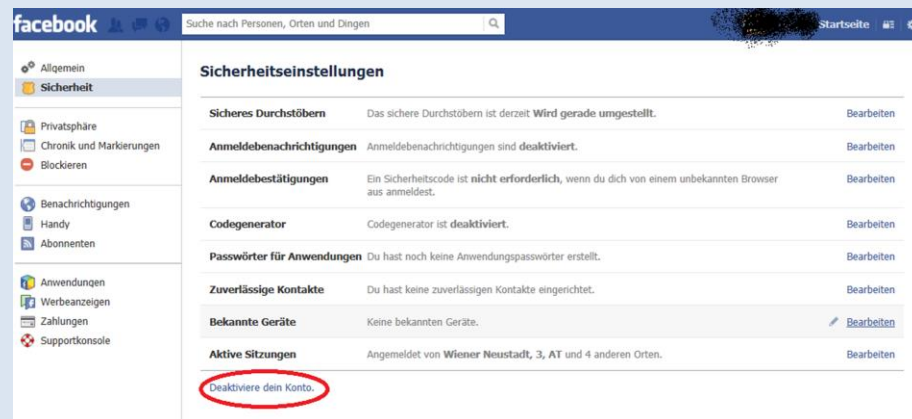 facebook
Suche nach Personen, Orten und Dingen
Startseite
Allgemein
Sicherheit
Privatsphäre
Chronik und Markierungen
Blockieren
Benachrichtigungen
Handy
Abonnenten
Anwendungen
Werbeanzeigen
Zahlungen
Supportkonsole
Sicherheitseinstellungen
Sicheres Durchstöbern Das sichere Durchstöbern ist derzeit Wird gerade umgestellt. Bearbeiten
Anmeldebenachrichtigungen Anmeldebenachrichtigungen sind deaktiviert. Bearbeiten
Anmeldebestätigungen Ein Sicherheitscode ist nicht erforderlich, wenn du dich von einem unbekannten Browser Bearbeiten
aus anmeldest.
Codegenerator Codegenerator ist deaktiviert. Bearbeiten
Passwörter für Anwendungen Du hast noch keine Anwendungspasswörter erstellt. Bearbeiten
Zuverlässige Kontakte Du hast keine zuverlässigen Kontakte eingerichtet. Bearbeiten
Bekannte Geräte Keine bekannten Geräte. Bearbeiten
Aktive Sitzungen Angemeldet von Wiener Neustadt, 3, AT und 4 anderen Orten. Bearbeiten
Deaktiviere dein Konto.